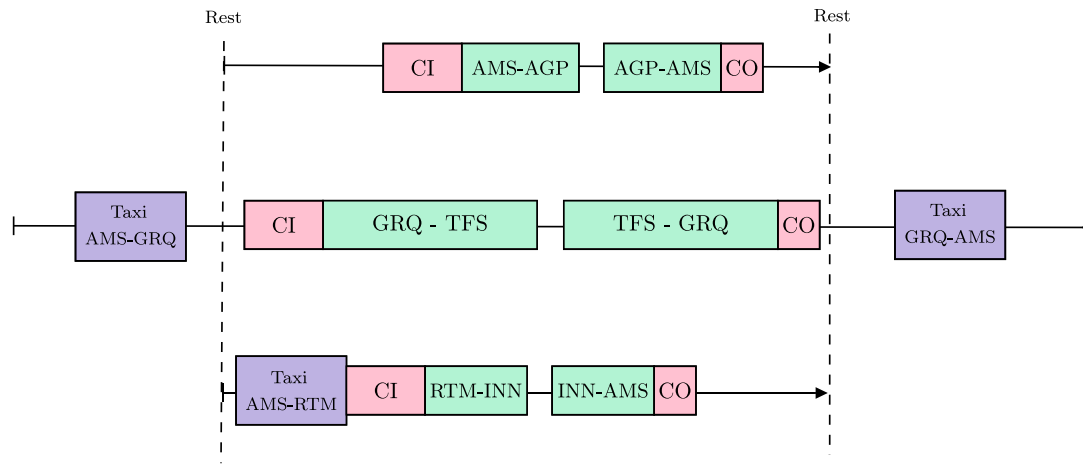 Rest
Rest
CI
AMS-AGP
AGP-AMS
CO
Taxi
AMS-GRQ
CI
GRQ - TFS
TFS - GRQ
CO
Taxi
GRQ-AMS
Taxi
AMS-RTM
CI
RTM-INN
INN-AMS
CO